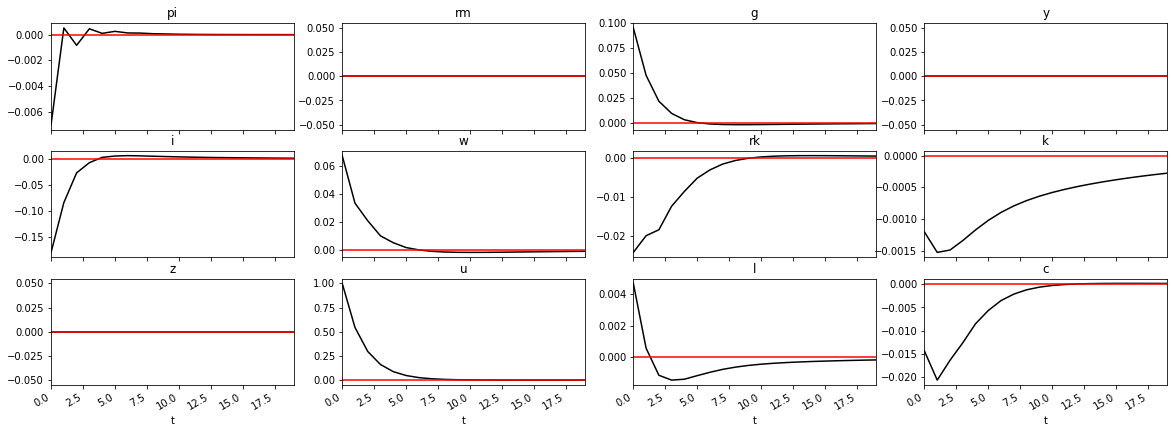 pi
0.000
−0.002
−0.004
−0.006
rm
0.050
0.025
0.000
−0.025
−0.050
g
0.100
0.075
0.050
0.025
0.000
y
0.050
0.025
0.000
−0.025
−0.050
i
0.00
−0.05
−0.10
−0.15
w
0.06
0.04
0.02
0.00
rk
0.00
−0.01
−0.02
k
0.0000
−0.0005
−0.0010
−0.0015
z
0.050
0.025
0.000
−0.025
−0.050
0.0 2.5 5.0 7.5 10.0 12.5 15.0 17.5
t
u
1.00
0.75
0.50
0.25
0.00
0.0 2.5 5.0 7.5 10.0 12.5 15.0 17.5
t
l
0.004
0.002
0.000
0.0 2.5 5.0 7.5 10.0 12.5 15.0 17.5
t
c
0.000
−0.005
−0.010
−0.015
−0.020
0.0 2.5 5.0 7.5 10.0 12.5 15.0 17.5
t